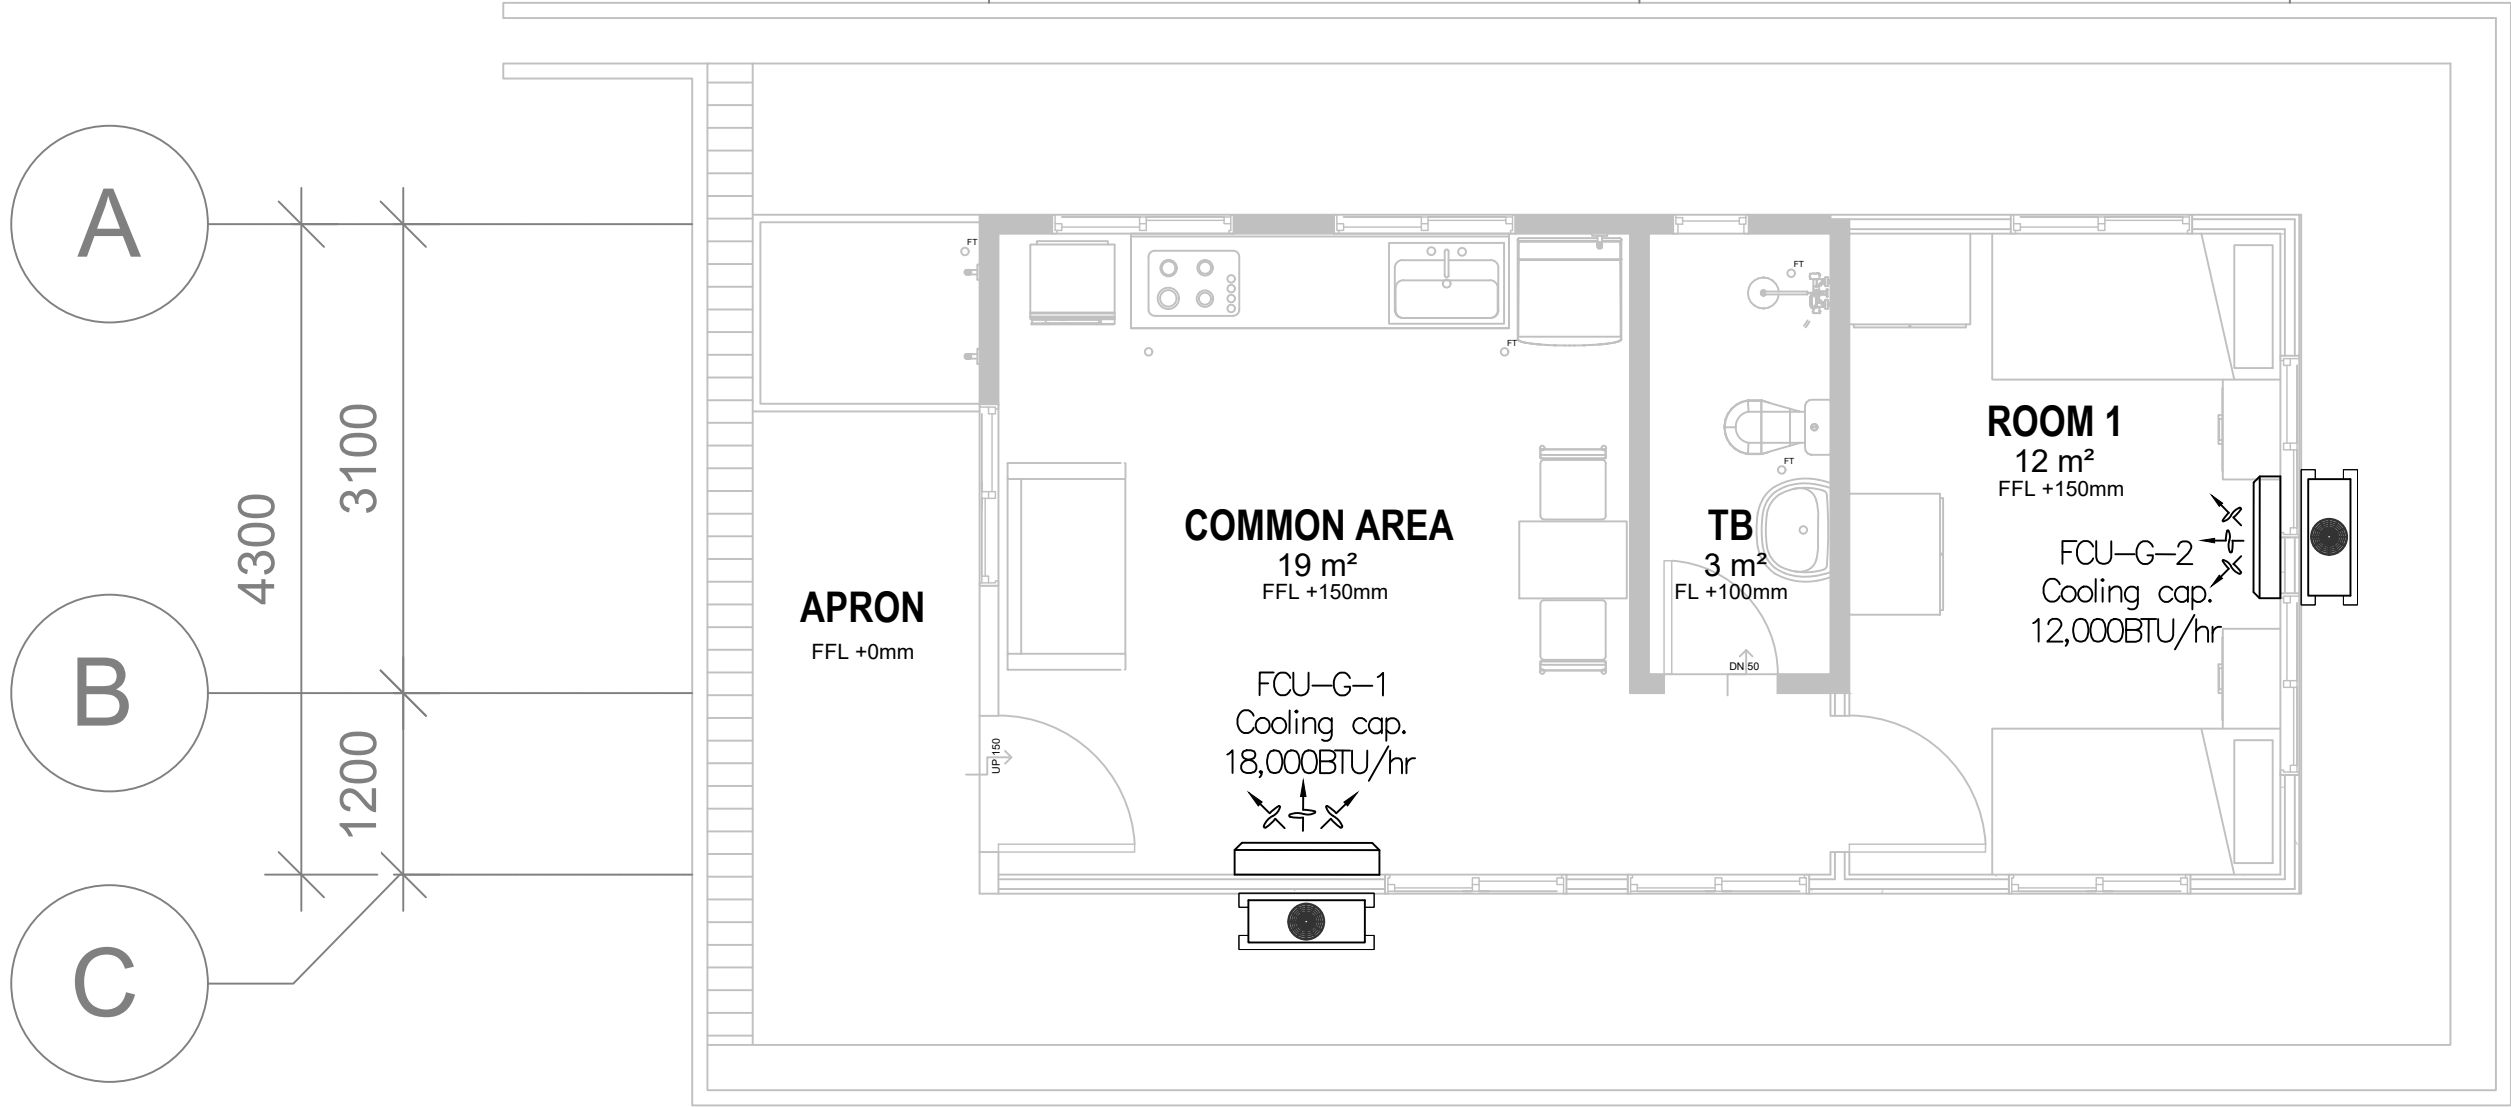 A
B
C
4300
3100
1200
APRON
FFL +0mm
UP 150
FT
COMMON AREA
19 m²
FFL +150mm
FT
FCU-G-1
Cooling cap.
18,000BTU/hr
TB
3 m²
FL +100mm
FT
FT
DN 50
ROOM 1
12 m²
FFL +150mm
FCU-G-2
Cooling cap.
12,000BTU/hr